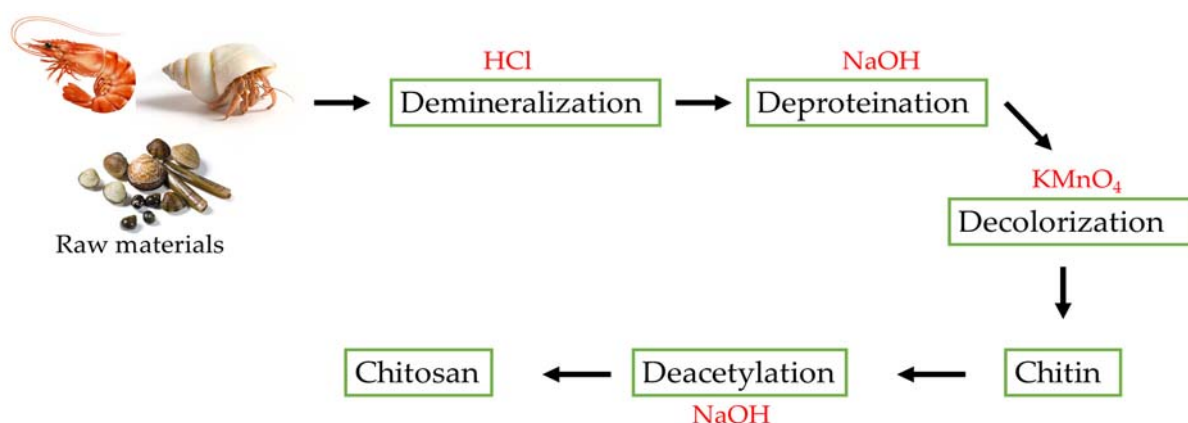 HCl
Demineralization
NaOH
Deproteination
KMnO₄
Decolorization
Raw materials
Chitosan
Deacetylation
NaOH
Chitin